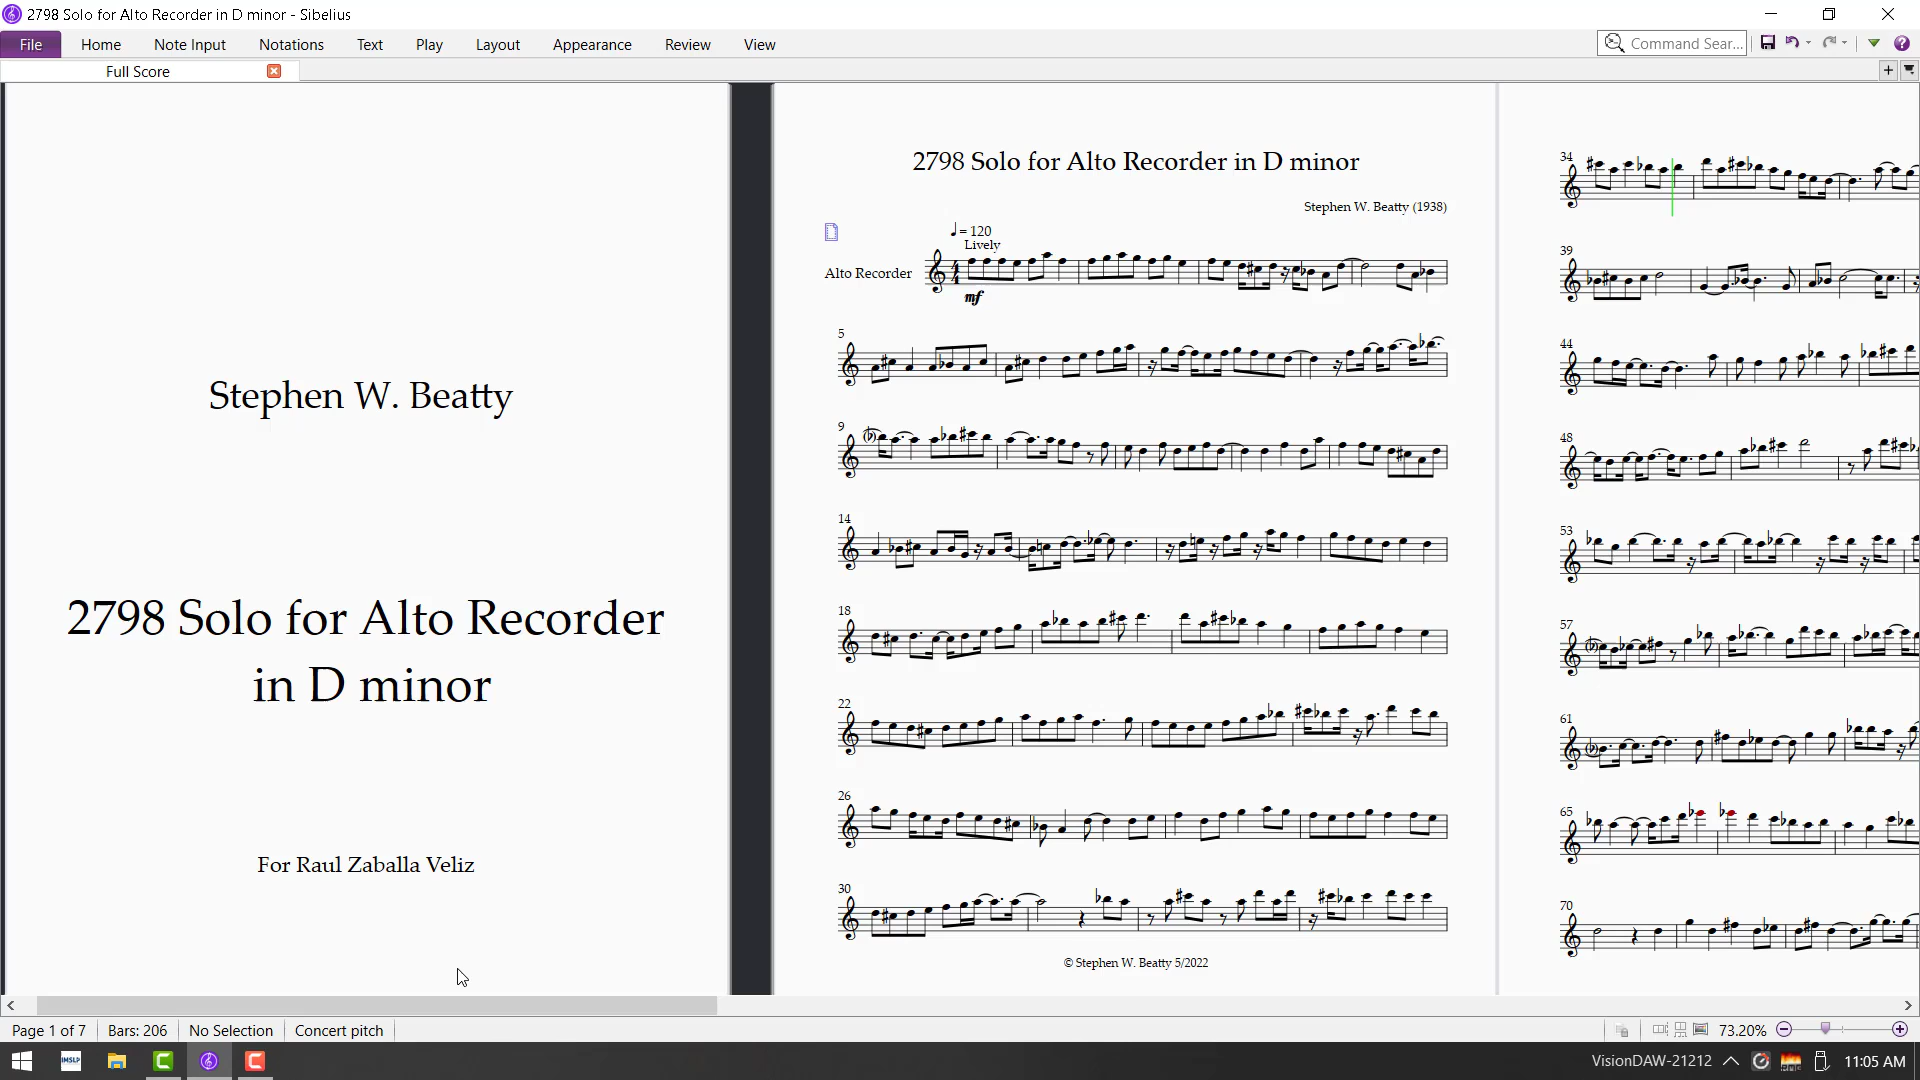 2798 Solo for Alto Recorder in D minor - Sibelius
File Home Note Input Notations Text Play Layout Appearance Review View Command Sear...
Full Score
Stephen W. Beatty
2798 Solo for Alto Recorder
in D minor
For Raul Zaballa Veliz
2798 Solo for Alto Recorder in D minor
Stephen W. Beatty (1938)
= 120
Lively
Alto Recorder
mf
5
9
14
18
22
26
30
© Stephen W. Beatty 5/2022
34
39
44
48
53
57
61
65
70
Page 1 of 7 Bars: 206 No Selection Concert pitch 73.20%
IMSLP VisionDAW-21212 11:05 AM